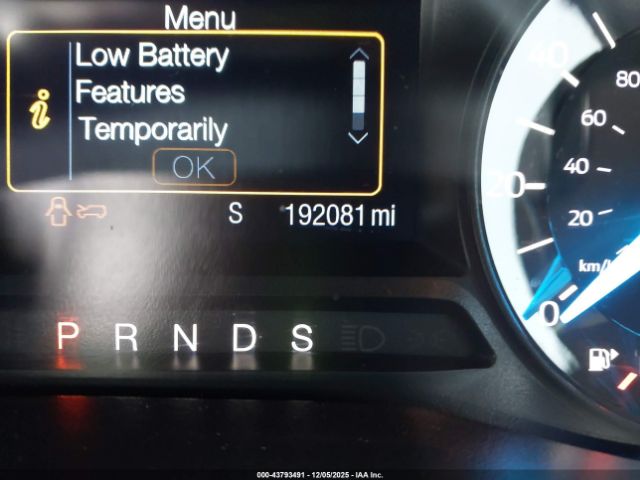 Menu
Low Battery
Features
Temporarily
OK
S 192081 mi
P R N D S
40
20
0
80
60
40
20
km/
000-43793491 - 12/05/2025 - IAA Inc.